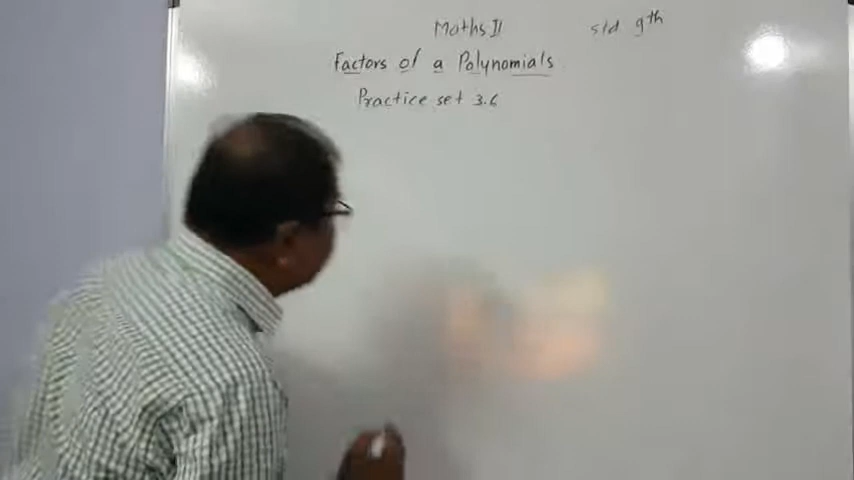 Maths II std 9th
Factors of a Polynomials
Practice set 3.6